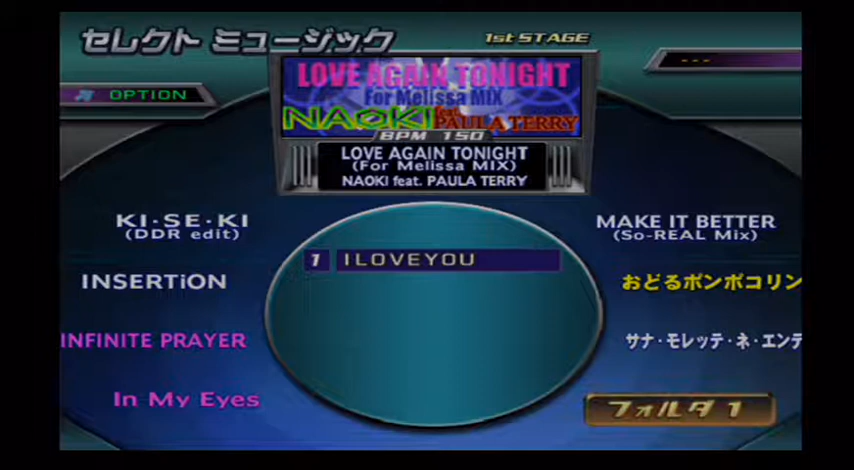 セレクト ミュージック
1st STAGE
---
OPTION
LOVE AGAIN TONIGHT
For Melissa MIX
NAOKI feat. PAULA TERRY
BPM 150
LOVE AGAIN TONIGHT
(For Melissa MIX)
NAOKI feat. PAULA TERRY
KI・SE・KI
(DDR edit)
INSERTiON
INFINITE PRAYER
In My Eyes
1 ILOVEYOU
MAKE IT BETTER
(So-REAL Mix)
おどるポンポコリン
サナ・モレッテ・ネ・エンテ
フォルダ 1